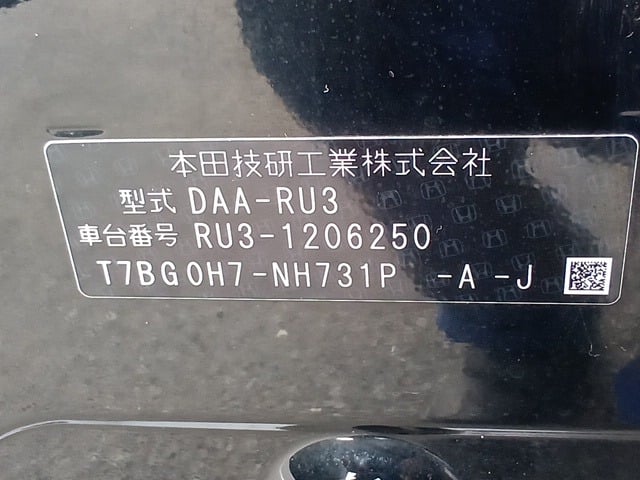 本田技研工業株式会社
型式 DAA-RU3
車台番号 RU3-1206250
T7BG0H7-NH731P -A -J